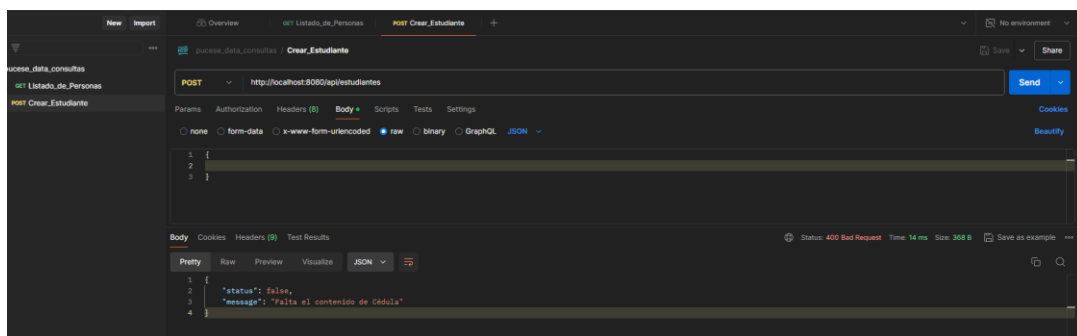 New Import Overview GET Listado_de_Personas POST Crear_Estudiante + No environment
pucese_data_consultas / Crear_Estudiante Save Share
ucese_data_consultas
GET Listado_de_Personas
POST Crear_Estudiante
POST http://localhost:8080/api/estudiantes Send
Params Authorization Headers (8) Body Scripts Tests Settings Cookies
none form-data x-www-form-urlencoded raw binary GraphQL JSON Beautify
1 {
2
3 }
Body Cookies Headers (9) Test Results Status: 400 Bad Request Time: 14 ms Size: 368 B Save as example
Pretty Raw Preview Visualize JSON
1 {
2 "status": false,
3 "message": "Falta el contenido de Cédula"
4 }